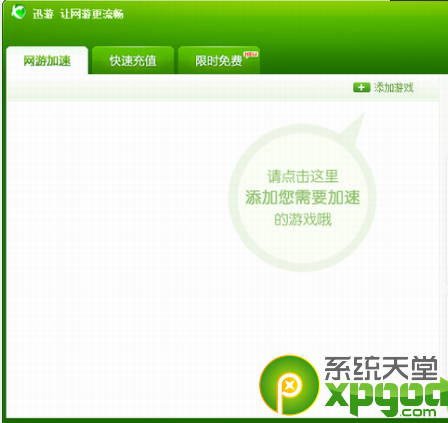 迅游 让网游更流畅
网游加速 快速充值 限时免费 NEW
添加游戏
请点击这里
添加您需要加速
的游戏哦
系统天堂
xpgod
.com